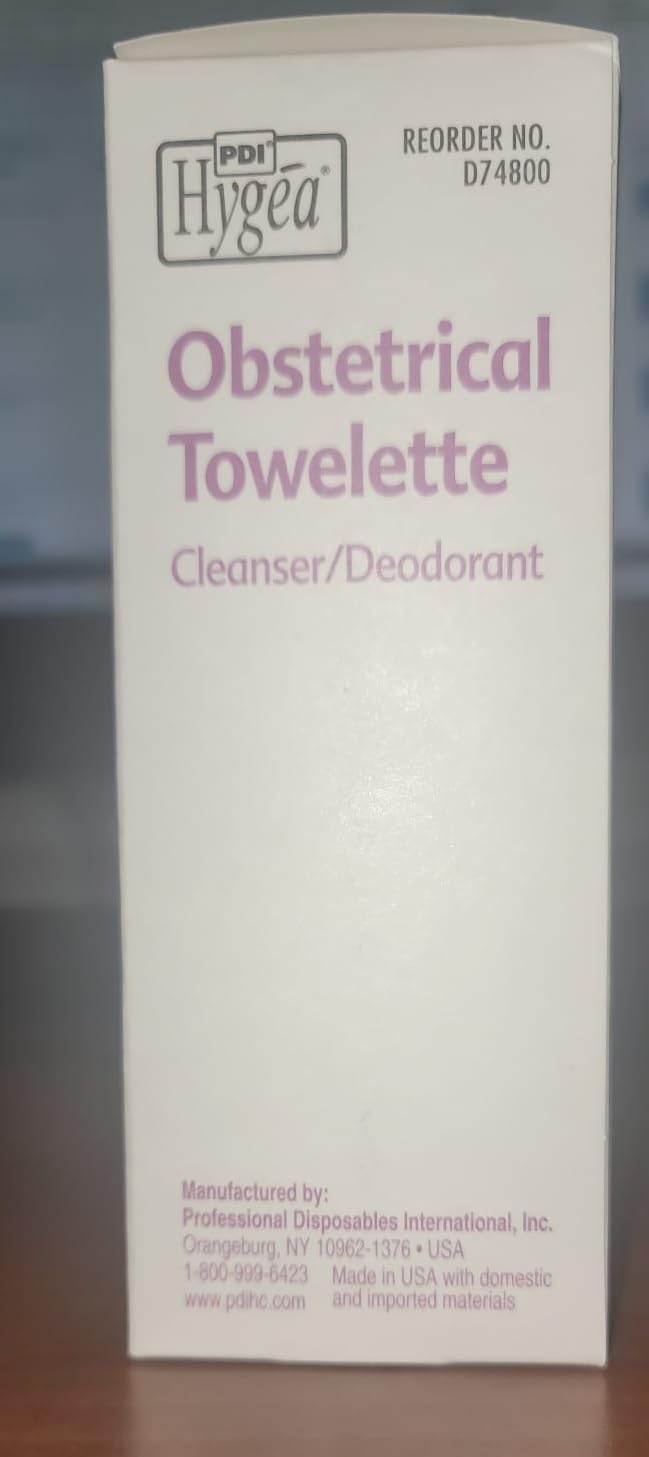 PDI®
Hygēa®
REORDER NO.
D74800
Obstetrical
Towelette
Cleanser/Deodorant
Manufactured by:
Professional Disposables International, Inc.
Orangeburg, NY 10962-1376 • USA
1-800-999-6423 Made in USA with domestic
www.pdihc.com and imported materials